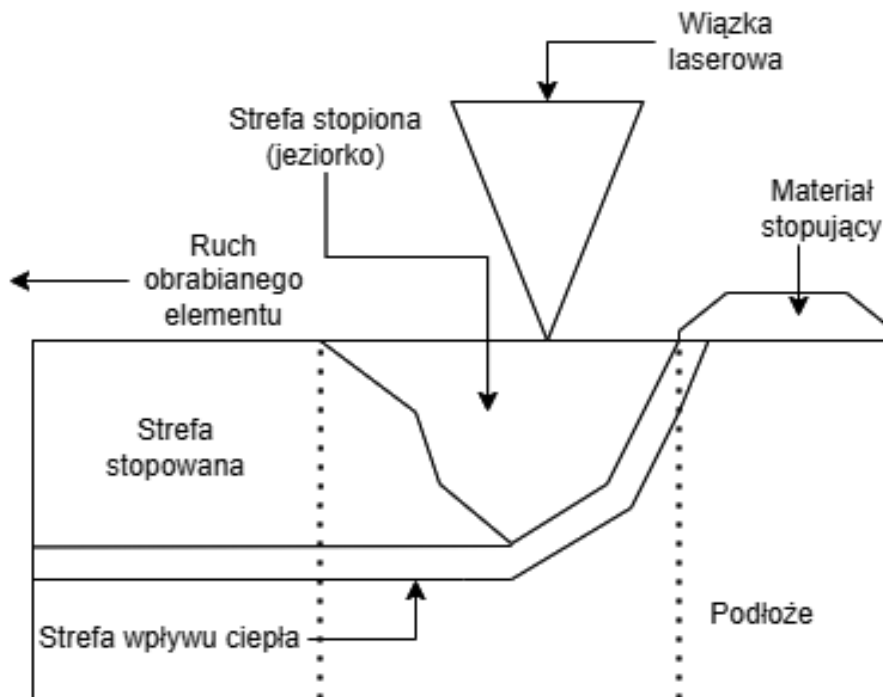 Wiązka
laserowa
Strefa stopiona
(jeziorko)
Materiał
stopujący
Ruch
obrabianego
elementu
Strefa
stopowana
Strefa wpływu ciepła
Podłoże